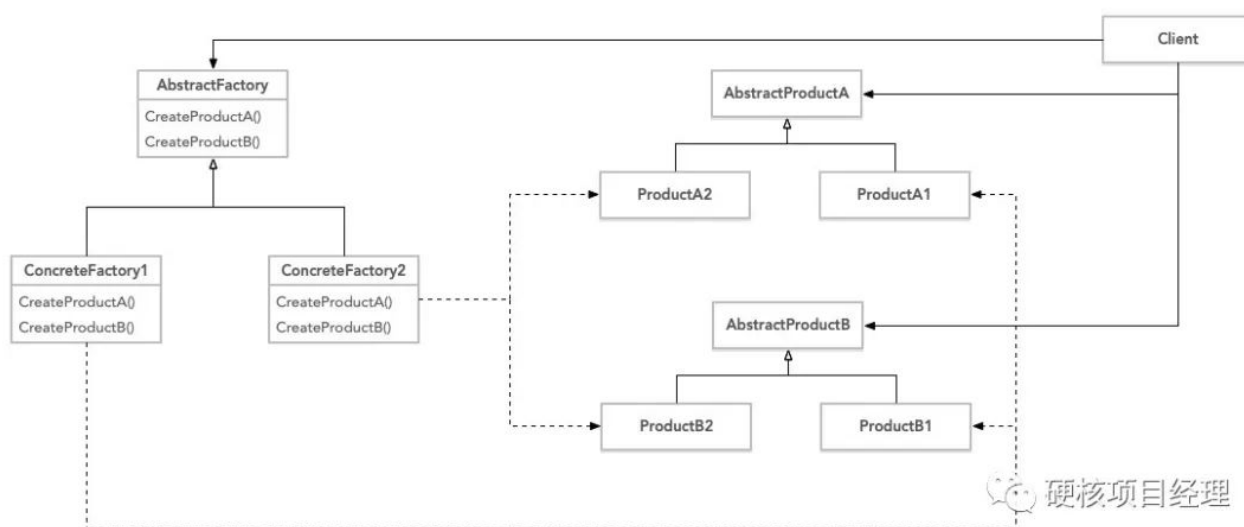 Client
AbstractFactory
CreateProductA()
CreateProductB()
AbstractProductA
ProductA2
ProductA1
ConcreteFactory1
CreateProductA()
CreateProductB()
ConcreteFactory2
CreateProductA()
CreateProductB()
AbstractProductB
ProductB2
ProductB1
硬核项目经理